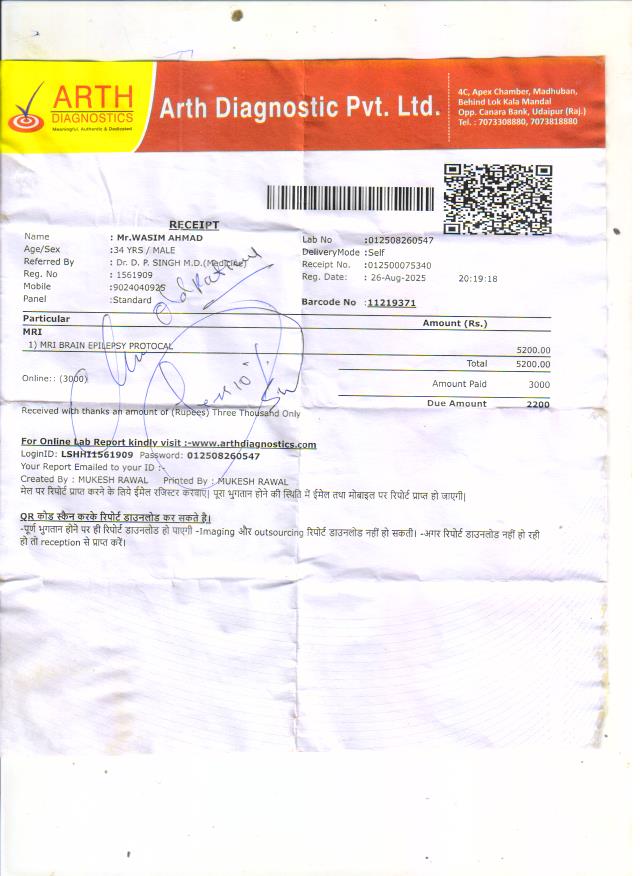 ARTH
DIAGNOSTICS
Meaningful, Authentic & Dedicated
Arth Diagnostic Pvt. Ltd.
4C, Apex Chamber, Madhuban,
Behind Lok Kala Mandal
Opp. Canara Bank, Udaipur (Raj.)
Tel. : 7073308880, 7073818880
RECEIPT
Name : Mr.WASIM AHMAD
Lab No :012508260547
Age/Sex :34 YRS / MALE
DeliveryMode :Self
Referred By : Dr. D. P. SINGH M.D.(Medicine)
Receipt No. :012500075340
Reg. No : 1561909
Reg. Date: : 26-Aug-2025 20:19:18
Mobile :9024040925
Panel :Standard
Barcode No :11219371
Old Patient
Particular Amount (Rs.)
MRI
1) MRI BRAIN EPILEPSY PROTOCAL 5200.00
Total 5200.00
Online:: (3000)
Amount Paid 3000
Due Amount 2200
Received with thanks an amount of (Rupees) Three Thousand Only
For Online Lab Report kindly visit :-www.arthdiagnostics.com
LoginID: LSHHI1561909 Password: 012508260547
Your Report Emailed to your ID :-
Created By : MUKESH RAWAL Printed By : MUKESH RAWAL
मेल पर रिपोर्ट प्राप्त करने के लिये ईमेल रजिस्टर करवाए। पूरा भुगतान होने की स्थिति में ईमेल तथा मोबाइल पर रिपोर्ट प्राप्त हो जाएगी।
QR कोड स्कैन करके रिपोर्ट डाउनलोड कर सकते है।
-पूर्ण भुगतान होने पर ही रिपोर्ट डाउनलोड हो पाएगी -Imaging और outsourcing रिपोर्ट डाउनलोड नहीं हो सकती। -अगर रिपोर्ट डाउनलोड नहीं हो रही
हो तो reception से प्राप्त करें।